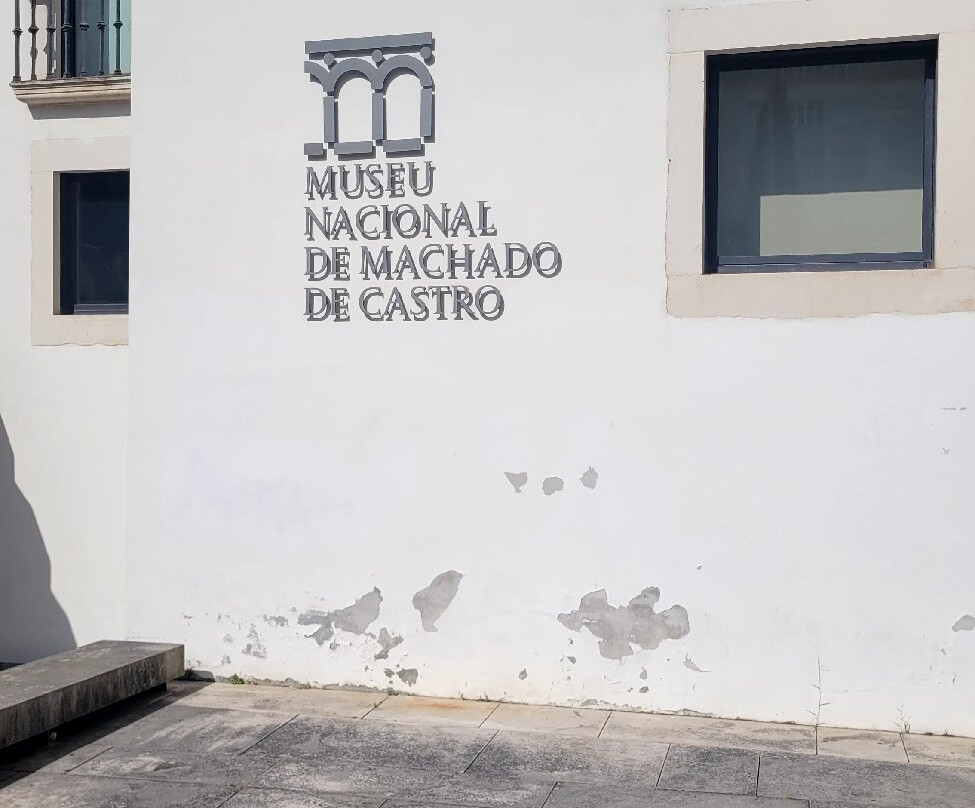 MUSEU
NACIONAL
DE MACHADO
DE CASTRO